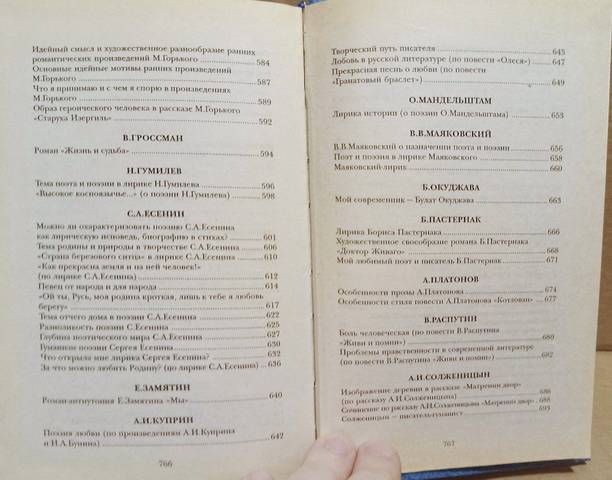 Идейный смысл и художественное разнообразие ранних
романтических произведений М.Горького 584
Основные идейные мотивы ранних произведений
М.Горького 587
Что я принимаю и с чем я спорю в произведениях
М.Горького 589
Образ героического человека в рассказе М.Горького
«Старуха Изергиль» 592
В.ГРОССМАН
Роман «Жизнь и судьба» 594
Н.ГУМИЛЕВ
Тема поэта и поэзии в лирике Н.Гумилева 596
«Высокое косноязычье...» (о поэзии Н.Гумилева) 598
С.А.ЕСЕНИН
Можно ли охарактеризовать поэзию С.А.Есенина
как лирическую исповедь, биографию в стихах? 601
Тема родины и природы в творчестве С.А.Есенина 606
«Страна березового ситца» в лирике С.А.Есенина 610
«Как прекрасна земля и на ней человек!»
(по лирике С.А.Есенина) 612
Певец от народа и для народа 614
«Ой ты, Русь, моя родина кроткая, лишь к тебе я любовь
берегу» 617
Тема отчего дома в поэзии С.А.Есенина 622
Разноликость поэзии С.Есенина 625
Глубина поэтического мира С.А.Есенина 627
Гуманизм поэзии Сергея Есенина 630
Что открыла мне лирика Сергея Есенина? 632
За что можно любить Родину? (по лирике С.А.Есенина) 636
Е.ЗАМЯТИН
Роман-антиутопия Е.Замятина «Мы» 640
А.И.КУПРИН
Поэзия любви (по произведениям А.И.Куприна
и И.А.Бунина) 642
766
Творческий путь писателя 645
Любовь в русской литературе (по повести «Олеся») 647
Прекрасная песнь о любви (по повести
«Гранатовый браслет») 649
О.МАНДЕЛЬШТАМ
Лирика истории (о поэзии О.Мандельштама) 653
В.В.МАЯКОВСКИЙ
В.В.Маяковский о назначении поэта и поэзии 656
Поэт и поэзия в лирике Маяковского 658
Маяковский-лирик 660
Б.ОКУДЖАВА
Мой современник — Булат Окуджава 663
Б.ПАСТЕРНАК
Лирика Бориса Пастернака 666
Художественное своеобразие романа Б.Пастернака
«Доктор Живаго» 668
Мой любимый поэт и писатель Б.Пастернак 671
А.ПЛАТОНОВ
Особенности прозы А.Платонова 674
Особенности стиля повести А.Платонова «Котлован» 677
В.РАСПУТИН
Боль человеческая (по повести В.Распутина
«Живи и помни») 680
Проблемы нравственности в современной литературе
(по повести В.Распутина «Живи и помни») 682
А.И.СОЛЖЕНИЦЫН
Изображение деревни в рассказе «Матренин двор»
(по рассказу А.И.Солженицына) 686
Сочинение по рассказу А.И.Солженицына «Матренин двор» 688
Солженицын — писатель-гуманист 693
767